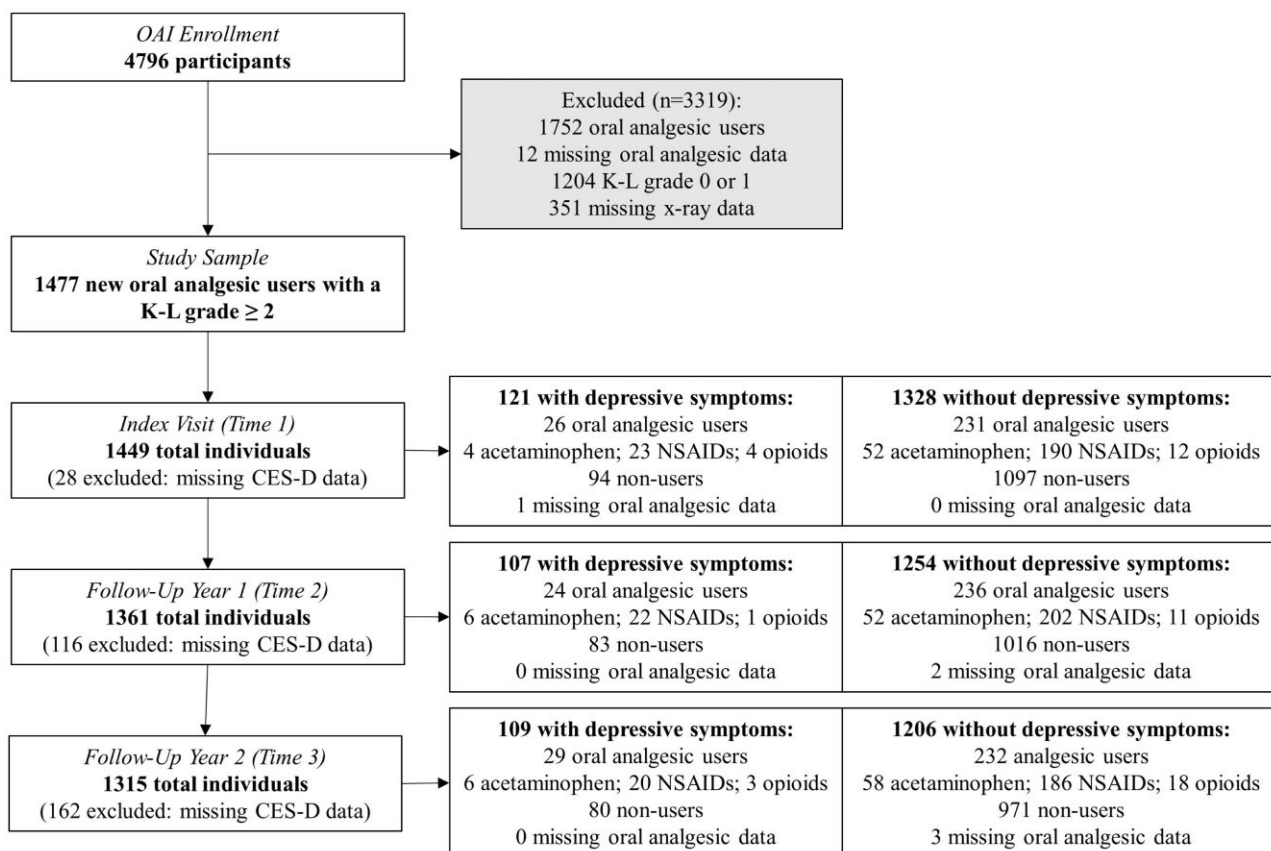 OAI Enrollment
4796 participants
Excluded (n=3319):
1752 oral analgesic users
12 missing oral analgesic data
1204 K-L grade 0 or 1
351 missing x-ray data
Study Sample
1477 new oral analgesic users with a
K-L grade ≥ 2
Index Visit (Time 1)
1449 total individuals
(28 excluded: missing CES-D data)
121 with depressive symptoms:
26 oral analgesic users
4 acetaminophen; 23 NSAIDs; 4 opioids
94 non-users
1 missing oral analgesic data
1328 without depressive symptoms:
231 oral analgesic users
52 acetaminophen; 190 NSAIDs; 12 opioids
1097 non-users
0 missing oral analgesic data
Follow-Up Year 1 (Time 2)
1361 total individuals
(116 excluded: missing CES-D data)
107 with depressive symptoms:
24 oral analgesic users
6 acetaminophen; 22 NSAIDs; 1 opioids
83 non-users
0 missing oral analgesic data
1254 without depressive symptoms:
236 oral analgesic users
52 acetaminophen; 202 NSAIDs; 11 opioids
1016 non-users
2 missing oral analgesic data
Follow-Up Year 2 (Time 3)
1315 total individuals
(162 excluded: missing CES-D data)
109 with depressive symptoms:
29 oral analgesic users
6 acetaminophen; 20 NSAIDs; 3 opioids
80 non-users
0 missing oral analgesic data
1206 without depressive symptoms:
232 analgesic users
58 acetaminophen; 186 NSAIDs; 18 opioids
971 non-users
3 missing oral analgesic data